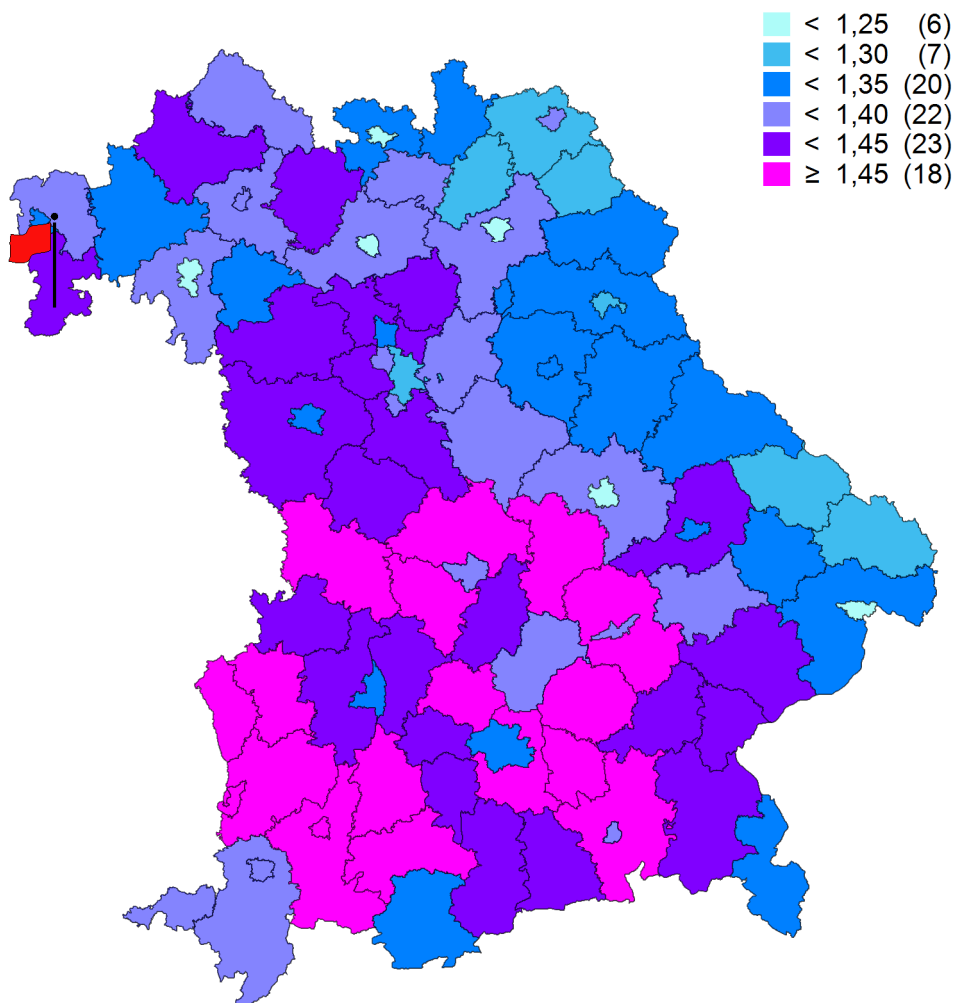 < 1,25 (6)
< 1,30 (7)
< 1,35 (20)
< 1,40 (22)
< 1,45 (23)
≥ 1,45 (18)